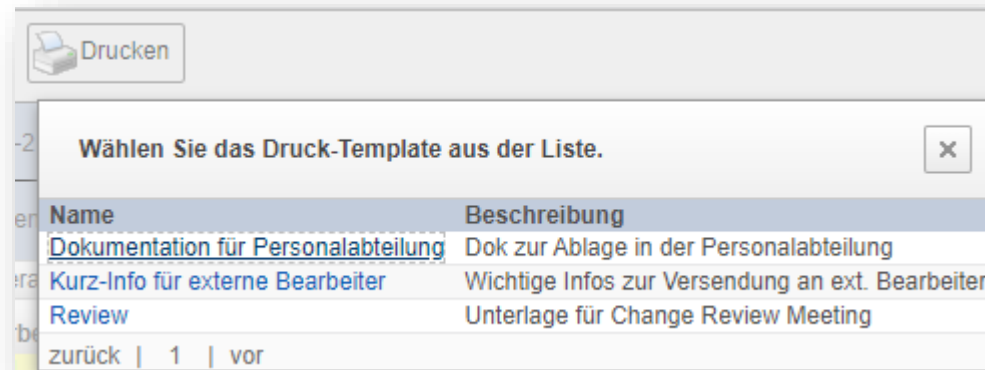 Drucken
Wählen Sie das Druck-Template aus der Liste.
Name Beschreibung
Dokumentation für Personalabteilung Dok zur Ablage in der Personalabteilung
Kurz-Info für externe Bearbeiter Wichtige Infos zur Versendung an ext. Bearbeiter
Review Unterlage für Change Review Meeting
zurück | 1 | vor